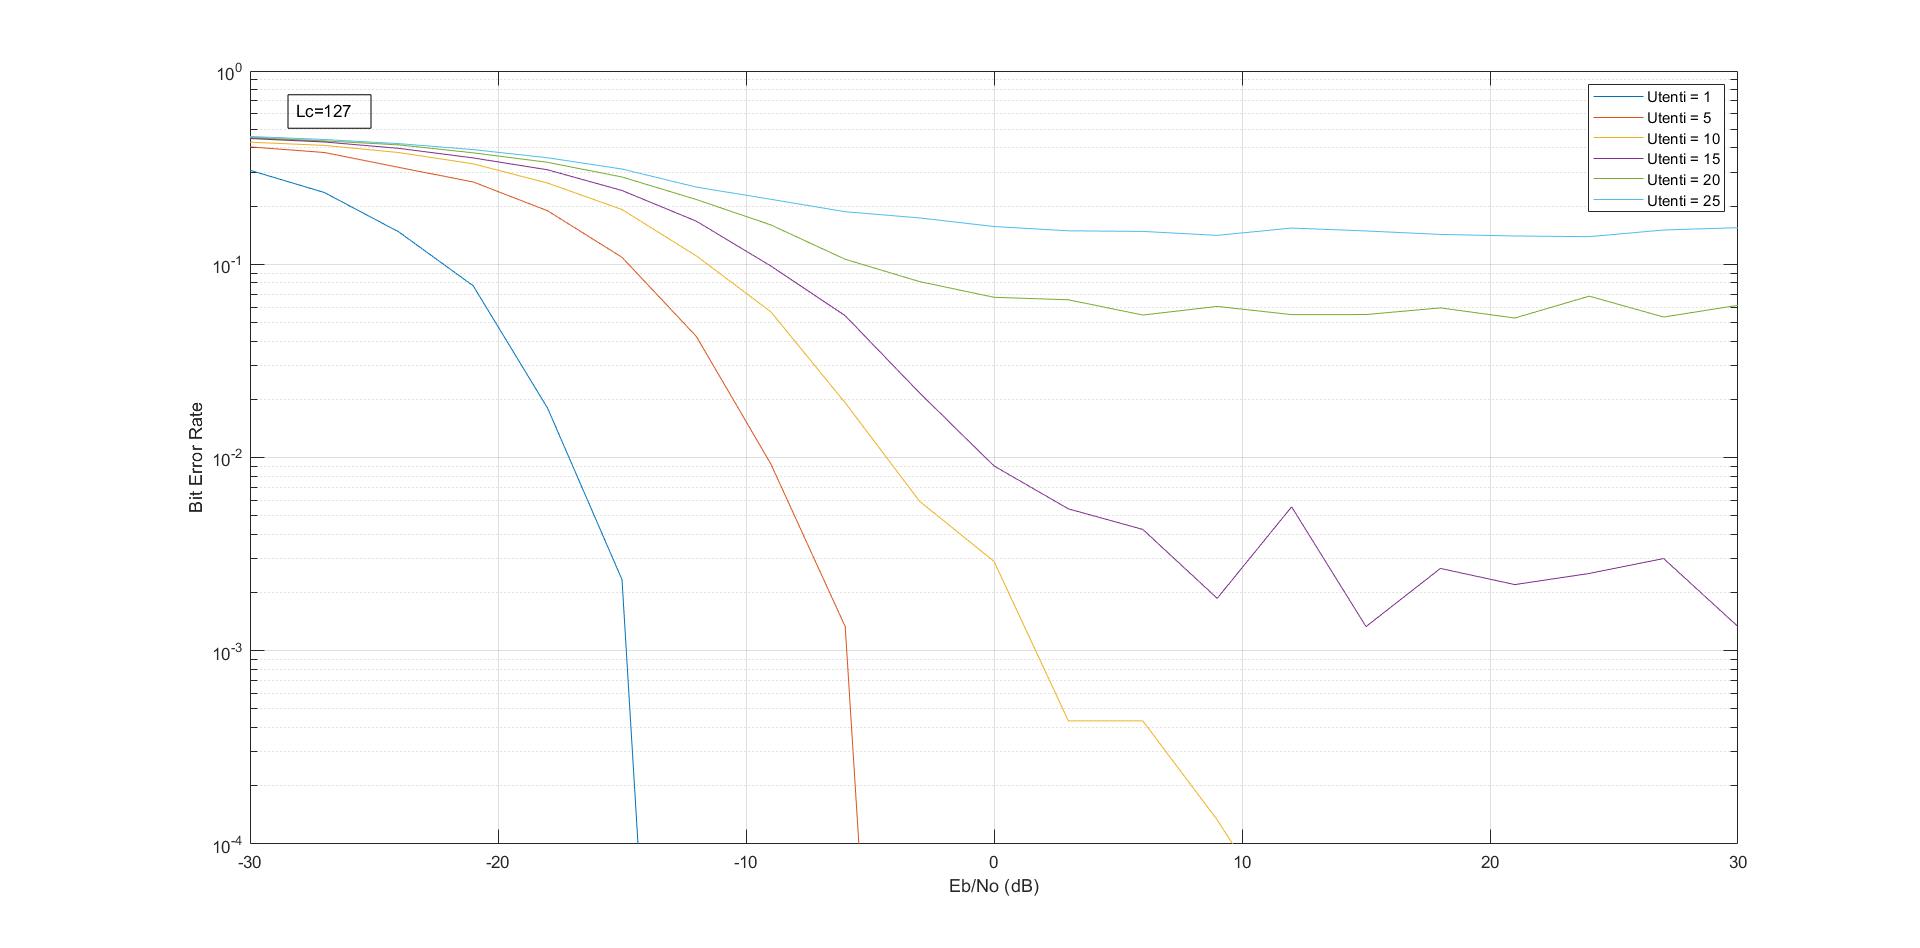 10^0
Lc=127
Utenti = 1
Utenti = 5
Utenti = 10
Utenti = 15
Utenti = 20
Utenti = 25
10^-1
10^-2
10^-3
10^-4
Bit Error Rate
-30 -20 -10 0 10 20 30
Eb/No (dB)